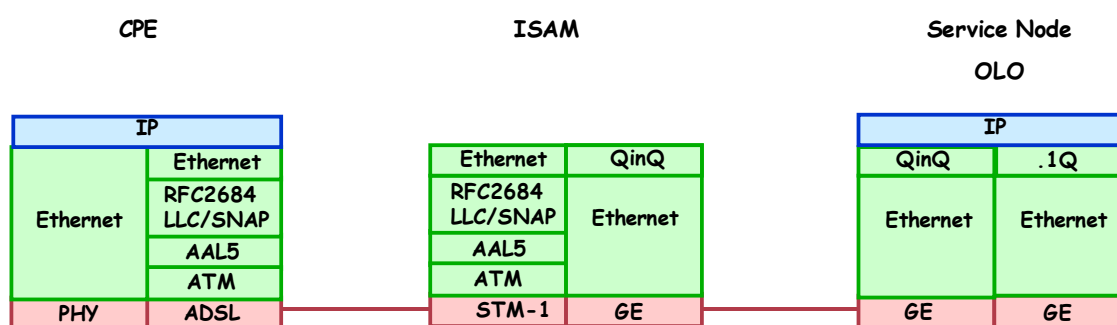 CPE
ISAM
Service Node
OLO
IP
Ethernet
Ethernet
RFC2684
LLC/SNAP
AAL5
ATM
PHY
ADSL
Ethernet
QinQ
RFC2684
LLC/SNAP
Ethernet
AAL5
ATM
STM-1
GE
IP
QinQ
.1Q
Ethernet
Ethernet
GE
GE